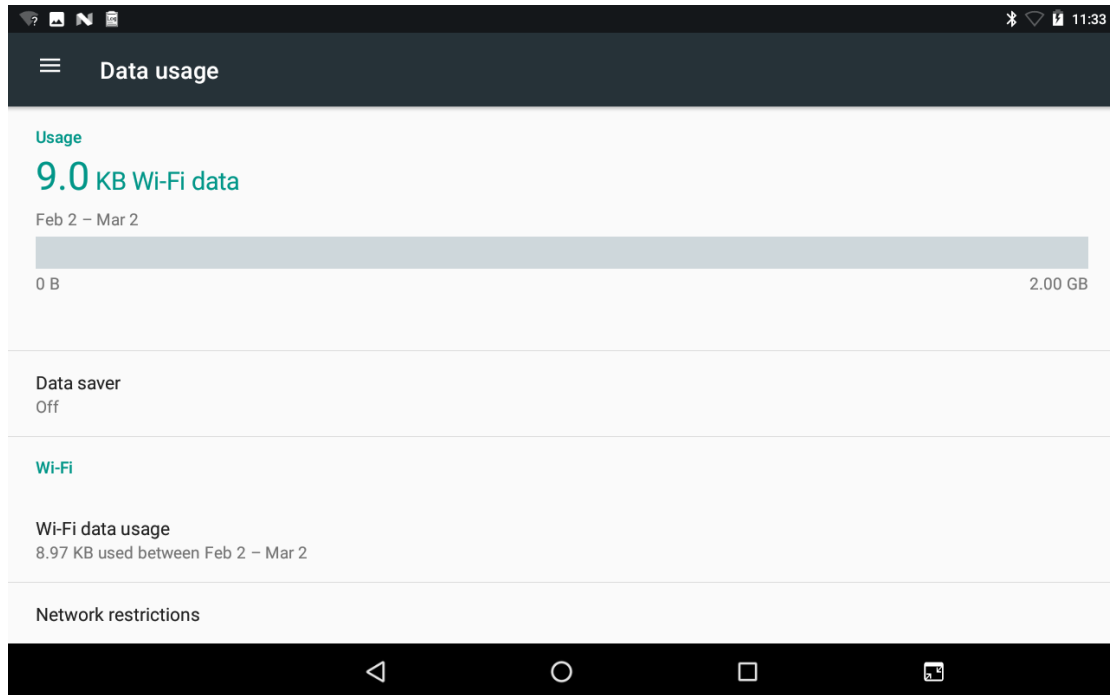 11:33
Data usage
Usage
9.0 KB Wi-Fi data
Feb 2 – Mar 2
0 B 2.00 GB
Data saver
Off
Wi-Fi
Wi-Fi data usage
8.97 KB used between Feb 2 – Mar 2
Network restrictions